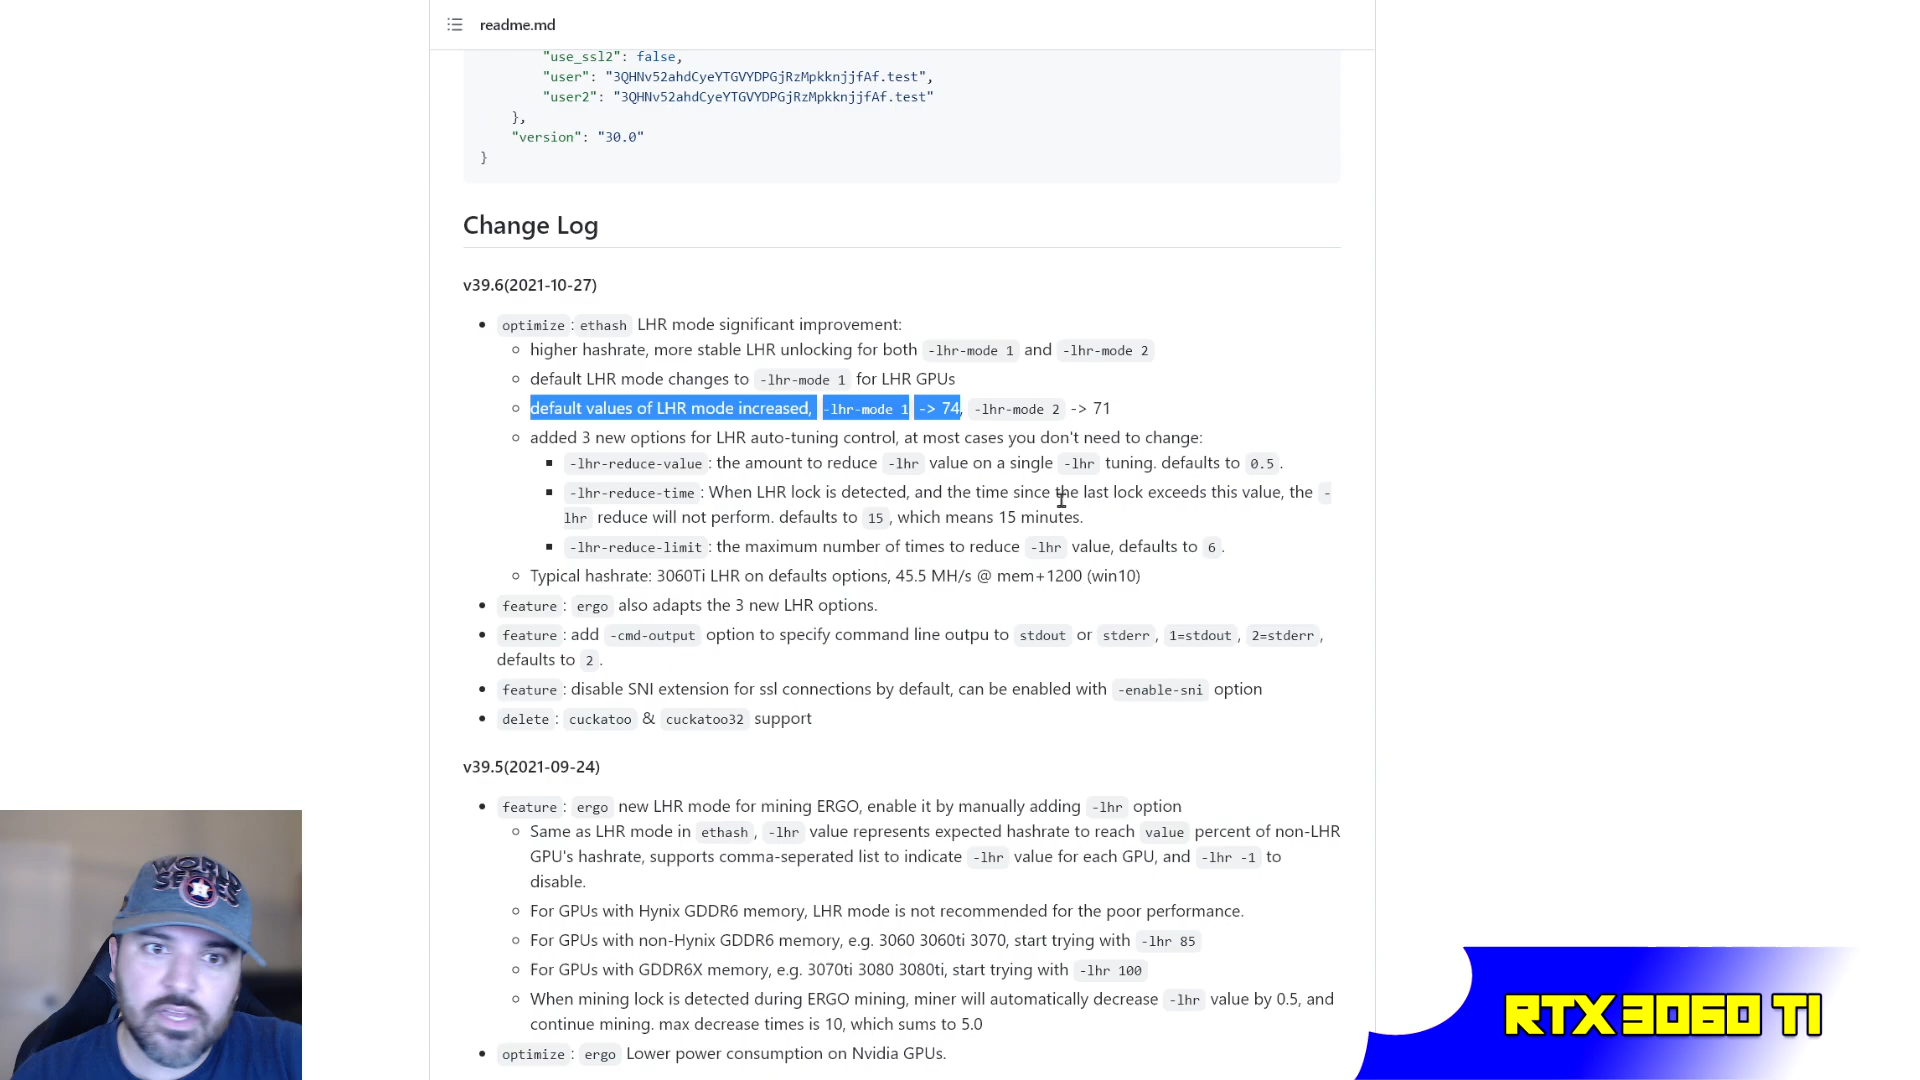 readme.md
"use_ssl2": false,
"user": "3QHNv52ahdCyeYTGVYDPGjRzMpkknjjfAf.test",
"user2": "3QHNv52ahdCyeYTGVYDPGjRzMpkknjjfAf.test"
},
"version": "30.0"
}
Change Log
v39.6(2021-10-27)
optimize: ethash LHR mode significant improvement:
higher hashrate, more stable LHR unlocking for both -lhr-mode 1 and -lhr-mode 2
default LHR mode changes to -lhr-mode 1 for LHR GPUs
default values of LHR mode increased, -lhr-mode 1 -> 74, -lhr-mode 2 -> 71
added 3 new options for LHR auto-tuning control, at most cases you don't need to change:
-lhr-reduce-value: the amount to reduce -lhr value on a single -lhr tuning. defaults to 0.5.
-lhr-reduce-time: When LHR lock is detected, and the time since the last lock exceeds this value, the -
lhr reduce will not perform. defaults to 15, which means 15 minutes.
-lhr-reduce-limit: the maximum number of times to reduce -lhr value, defaults to 6.
Typical hashrate: 3060Ti LHR on defaults options, 45.5 MH/s @ mem+1200 (win10)
feature: ergo also adapts the 3 new LHR options.
feature: add -cmd-output option to specify command line outpu to stdout or stderr, 1=stdout, 2=stderr,
defaults to 2.
feature: disable SNI extension for ssl connections by default, can be enabled with -enable-sni option
delete: cuckatoo & cuckatoo32 support
v39.5(2021-09-24)
feature: ergo new LHR mode for mining ERGO, enable it by manually adding -lhr option
Same as LHR mode in ethash, -lhr value represents expected hashrate to reach value percent of non-LHR
GPU's hashrate, supports comma-seperated list to indicate -lhr value for each GPU, and -lhr -1 to
disable.
For GPUs with Hynix GDDR6 memory, LHR mode is not recommended for the poor performance.
For GPUs with non-Hynix GDDR6 memory, e.g. 3060 3060ti 3070, start trying with -lhr 85
For GPUs with GDDR6X memory, e.g. 3070ti 3080 3080ti, start trying with -lhr 100
When mining lock is detected during ERGO mining, miner will automatically decrease -lhr value by 0.5, and
continue mining. max decrease times is 10, which sums to 5.0
optimize: ergo Lower power consumption on Nvidia GPUs.
WORLD
SERIES
RTX 3060 TI